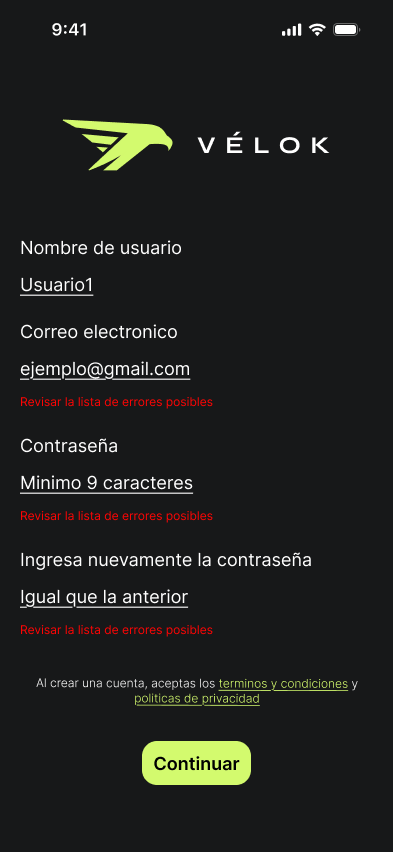 9:41
VÉLOK
Nombre de usuario
Usuario1
Correo electronico
ejemplo@gmail.com
Revisar la lista de errores posibles
Contraseña
Minimo 9 caracteres
Revisar la lista de errores posibles
Ingresa nuevamente la contraseña
Igual que la anterior
Revisar la lista de errores posibles
Al crear una cuenta, aceptas los terminos y condiciones y
politicas de privacidad
Continuar